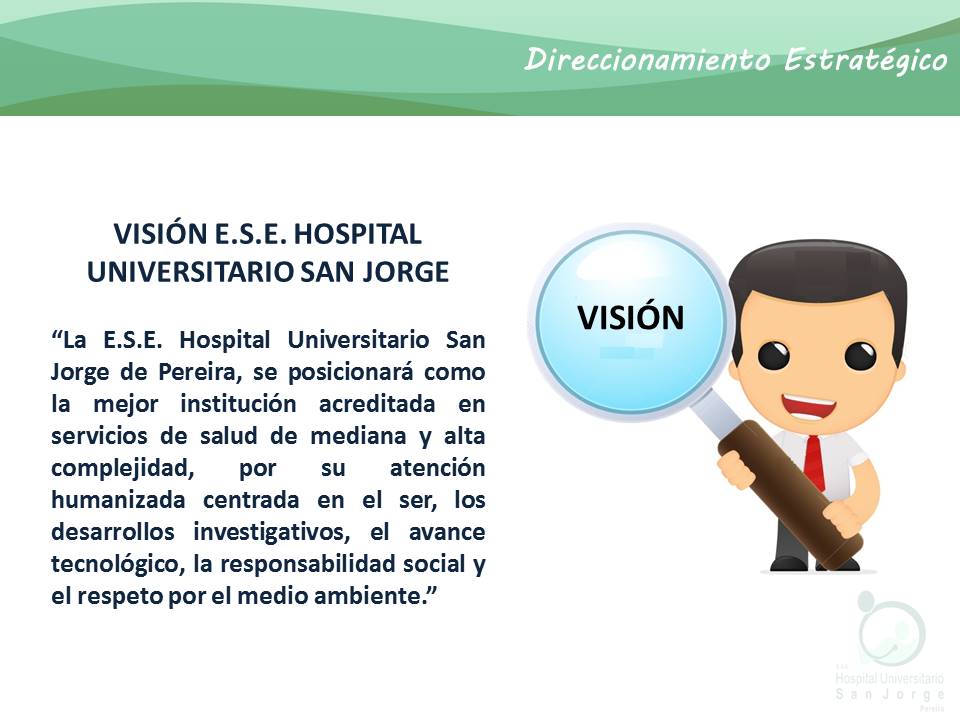 Direccionamiento Estratégico
VISIÓN E.S.E. HOSPITAL
UNIVERSITARIO SAN JORGE
“La E.S.E. Hospital Universitario San
Jorge de Pereira, se posicionará como
la mejor institución acreditada en
servicios de salud de mediana y alta
complejidad, por su atención
humanizada centrada en el ser, los
desarrollos investigativos, el avance
tecnológico, la responsabilidad social y
el respeto por el medio ambiente.”
VISIÓN
E.S.E.
Hospital Universitario
San Jorge
Pereira